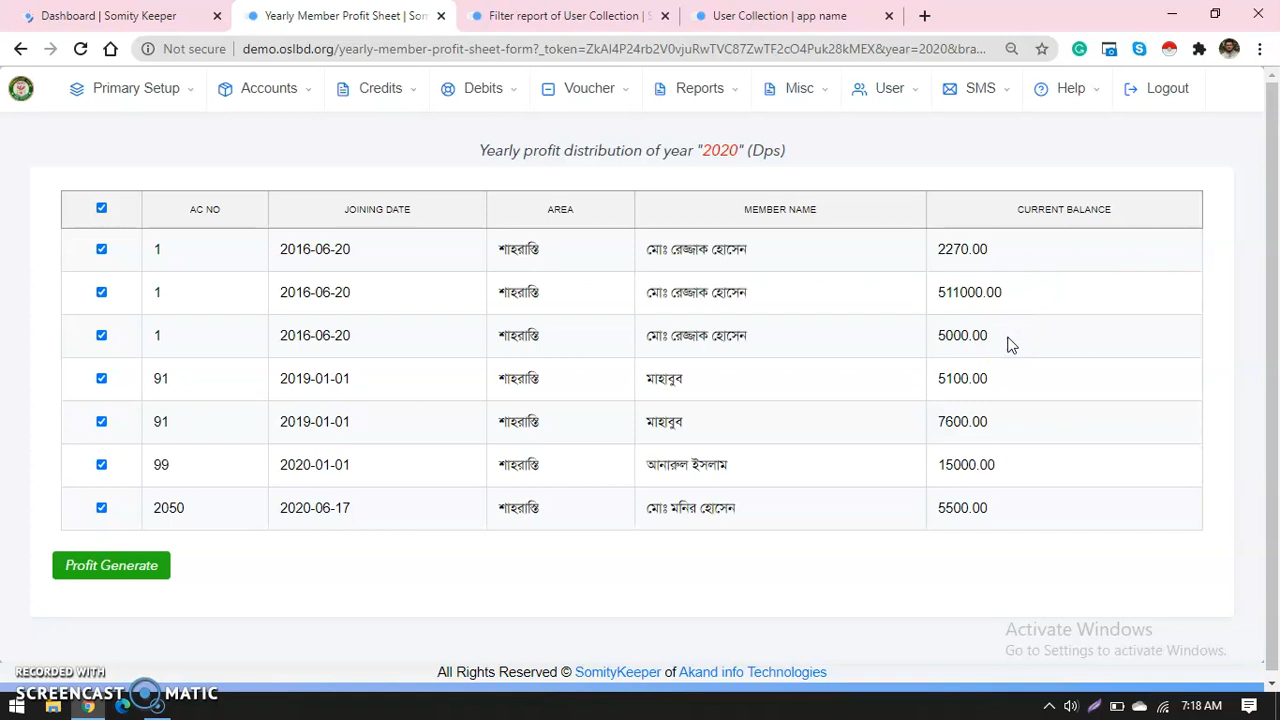 Dashboard | Somity Keeper
Yearly Member Profit Sheet | Som
Filter report of User Collection | S
User Collection | app name
Not secure
demo.oslbd.org/yearly-member-profit-sheet-form?_token=ZkAI4P24rb2V0vjuRwTVC87ZwTF2cO4Puk28kMEX&year=2020&bra...
Primary Setup
Accounts
Credits
Debits
Voucher
Reports
Misc
User
SMS
Help
Logout
Yearly profit distribution of year "2020" (Dps)
AC NO JOINING DATE AREA MEMBER NAME CURRENT BALANCE
1 2016-06-20 শাহরাস্তি মোঃ রেজ্জাক হোসেন 2270.00
1 2016-06-20 শাহরাস্তি মোঃ রেজ্জাক হোসেন 511000.00
1 2016-06-20 শাহরাস্তি মোঃ রেজ্জাক হোসেন 5000.00
91 2019-01-01 শাহরাস্তি মাহাবুব 5100.00
91 2019-01-01 শাহরাস্তি মাহাবুব 7600.00
99 2020-01-01 শাহরাস্তি আনারুল ইসলাম 15000.00
2050 2020-06-17 শাহরাস্তি মোঃ মনির হোসেন 5500.00
Profit Generate
Activate Windows
Go to Settings to activate Windows.
All Rights Reserved © SomityKeeper of Akand info Technologies
RECORDED WITH
SCREENCAST MATIC
7:18 AM